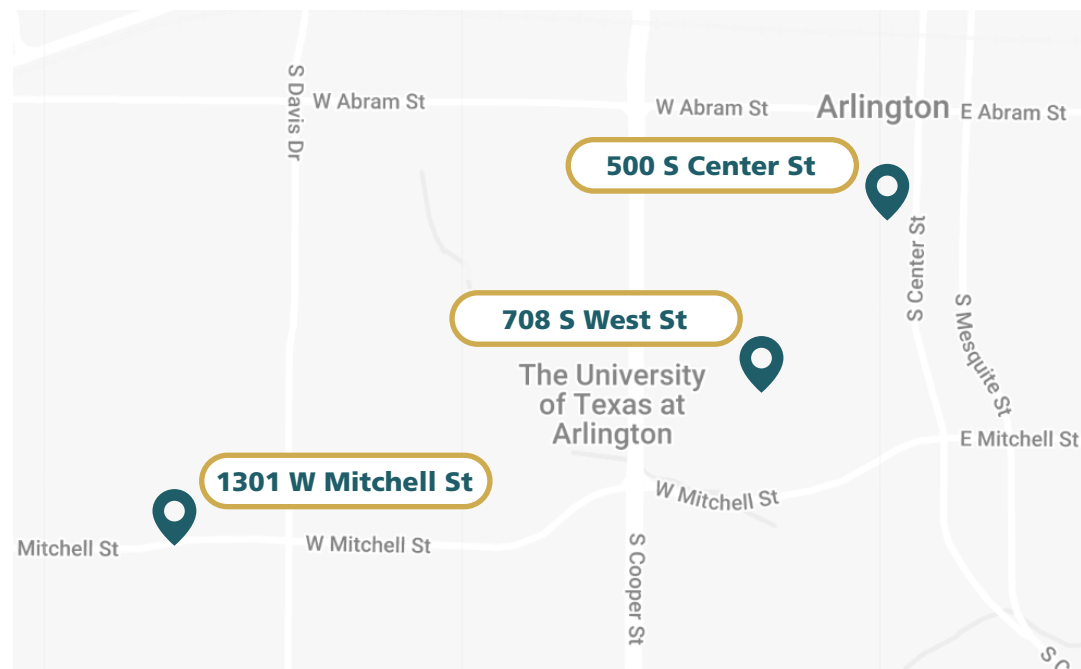 S Davis Dr
W Abram St
W Abram St
Arlington
E Abram St
500 S Center St
S Center St
708 S West St
S Mesquite St
The University
of Texas at
Arlington
E Mitchell St
1301 W Mitchell St
W Mitchell St
Mitchell St
W Mitchell St
S Cooper St